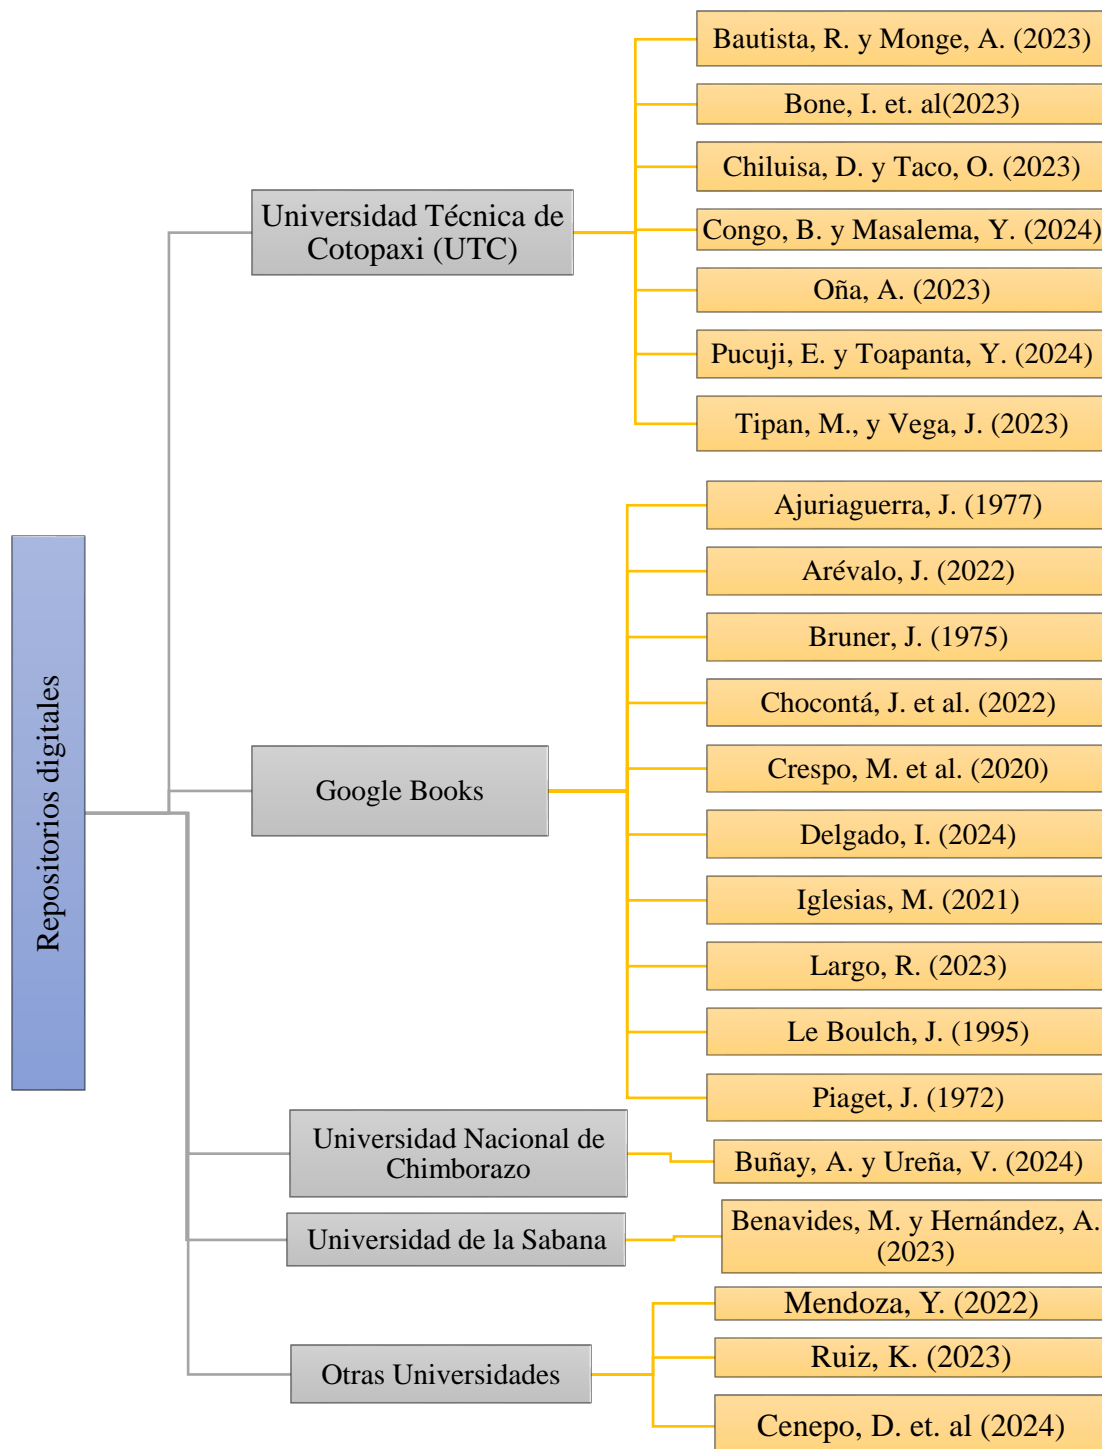 Repositorios digitales
Universidad Técnica de
Cotopaxi (UTC)
Bautista, R. y Monge, A. (2023)
Bone, I. et. al(2023)
Chiluisa, D. y Taco, O. (2023)
Congo, B. y Masalema, Y. (2024)
Oña, A. (2023)
Pucuji, E. y Toapanta, Y. (2024)
Tipan, M., y Vega, J. (2023)
Google Books
Ajuriaguerra, J. (1977)
Arévalo, J. (2022)
Bruner, J. (1975)
Chocontá, J. et al. (2022)
Crespo, M. et al. (2020)
Delgado, I. (2024)
Iglesias, M. (2021)
Largo, R. (2023)
Le Boulch, J. (1995)
Piaget, J. (1972)
Universidad Nacional de
Chimborazo
Buñay, A. y Ureña, V. (2024)
Universidad de la Sabana
Benavides, M. y Hernández, A.
(2023)
Otras Universidades
Mendoza, Y. (2022)
Ruiz, K. (2023)
Cenepo, D. et. al (2024)